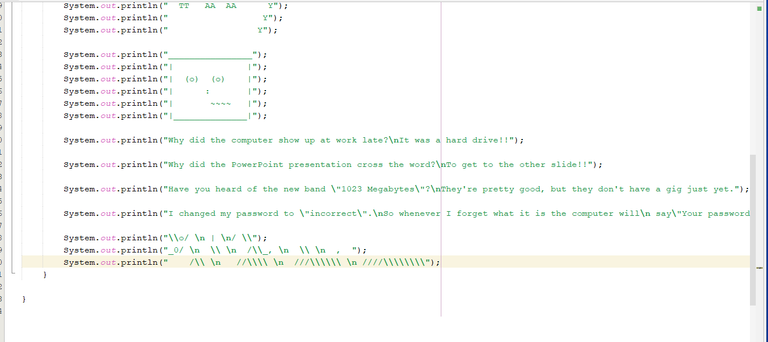 System.out.println("  TT   AA  AA      Y");
System.out.println("                  Y");
System.out.println("                 Y");
System.out.println("________________");
System.out.println("|              |");
System.out.println("|  (o)  (o)    |");
System.out.println("|      :       |");
System.out.println("|       ~~~~   |");
System.out.println("|______________|");
System.out.println("Why did the computer show up at work late?\nIt was a hard drive!!");
System.out.println("Why did the PowerPoint presentation cross the word?\nTo get to the other slide!!");
System.out.println("Have you heard of the new band \"1023 Megabytes\"?\nThey're pretty good, but they don't have a gig just yet.");
System.out.println("I changed my password to \"incorrect\".\nSo whenever I forget what it is the computer will\n say\"Your password
System.out.println("\\o/ \n | \n/ \\");
System.out.println("_0/ \n  \\ \n  /\\_, \n  \\ \n  ,  ");
System.out.println("    /\\ \n   //\\\\ \n  ///\\\\\\ \n ////\\\\\\\\");
}
}